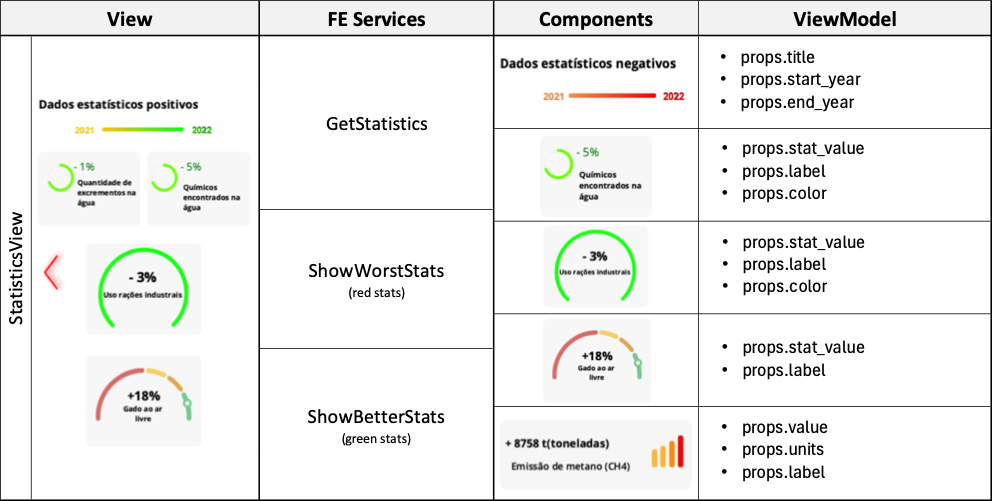 View
FE Services
Components
ViewModel
StatisticsView
Dados estatísticos positivos
2021
2022
- 1%
Quantidade de
excrementos na
água
- 5%
Químicos
encontrados na
água
- 3%
Uso rações industrais
+18%
Gado ao ar
livre
GetStatistics
ShowWorstStats
(red stats)
ShowBetterStats
(green stats)
Dados estatísticos negativos
2021
2022
• props.title
• props.start_year
• props.end_year
- 5%
Químicos
encontrados na
água
• props.stat_value
• props.label
• props.color
- 3%
Uso rações industrais
• props.stat_value
• props.label
• props.color
+18%
Gado ao ar
livre
• props.stat_value
• props.label
+ 8758 t(toneladas)
Emissão de metano (CH4)
• props.value
• props.units
• props.label